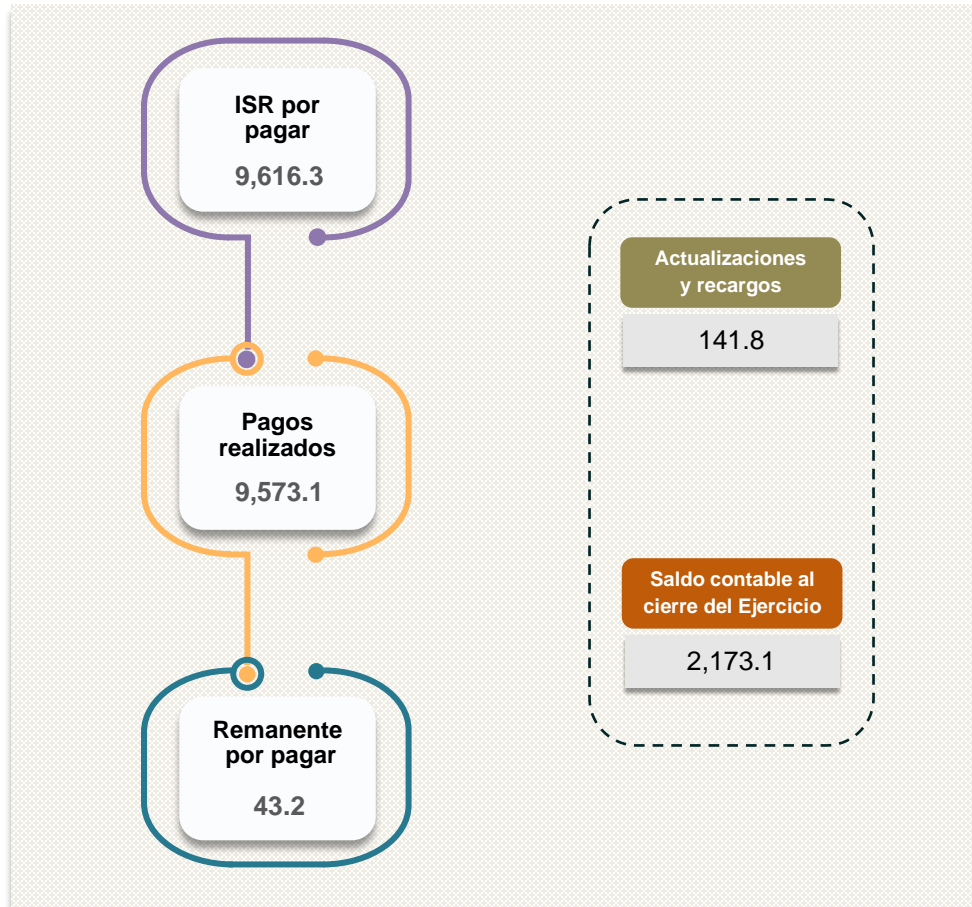 ISR por
pagar
9,616.3
Pagos
realizados
9,573.1
Remanente
por pagar
43.2
Actualizaciones
y recargos
141.8
Saldo contable al
cierre del Ejercicio
2,173.1